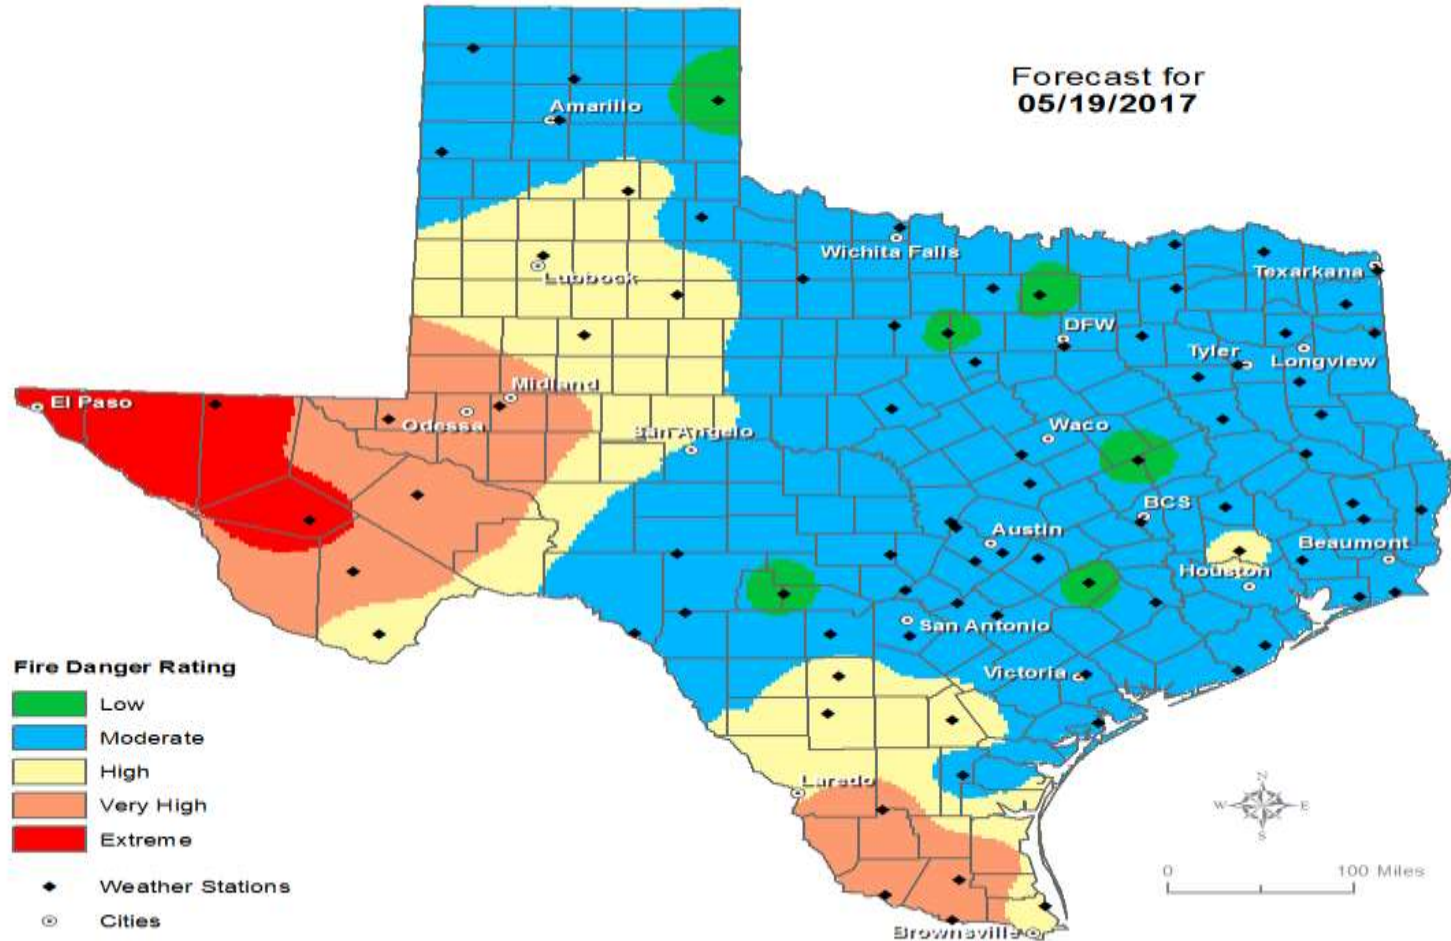 Forecast for
05/19/2017
Amarillo
Wichita Falls
Lubbock
Texarkana
DFW
Tyler
Longview
Midland
El Paso
Odessa
San Angelo
Waco
BCS
Austin
Beaumont
Houston
San Antonio
Victoria
Laredo
Brownsville
Fire Danger Rating
Low
Moderate
High
Very High
Extreme
Weather Stations
Cities
N
W
E
S
0
100 Miles